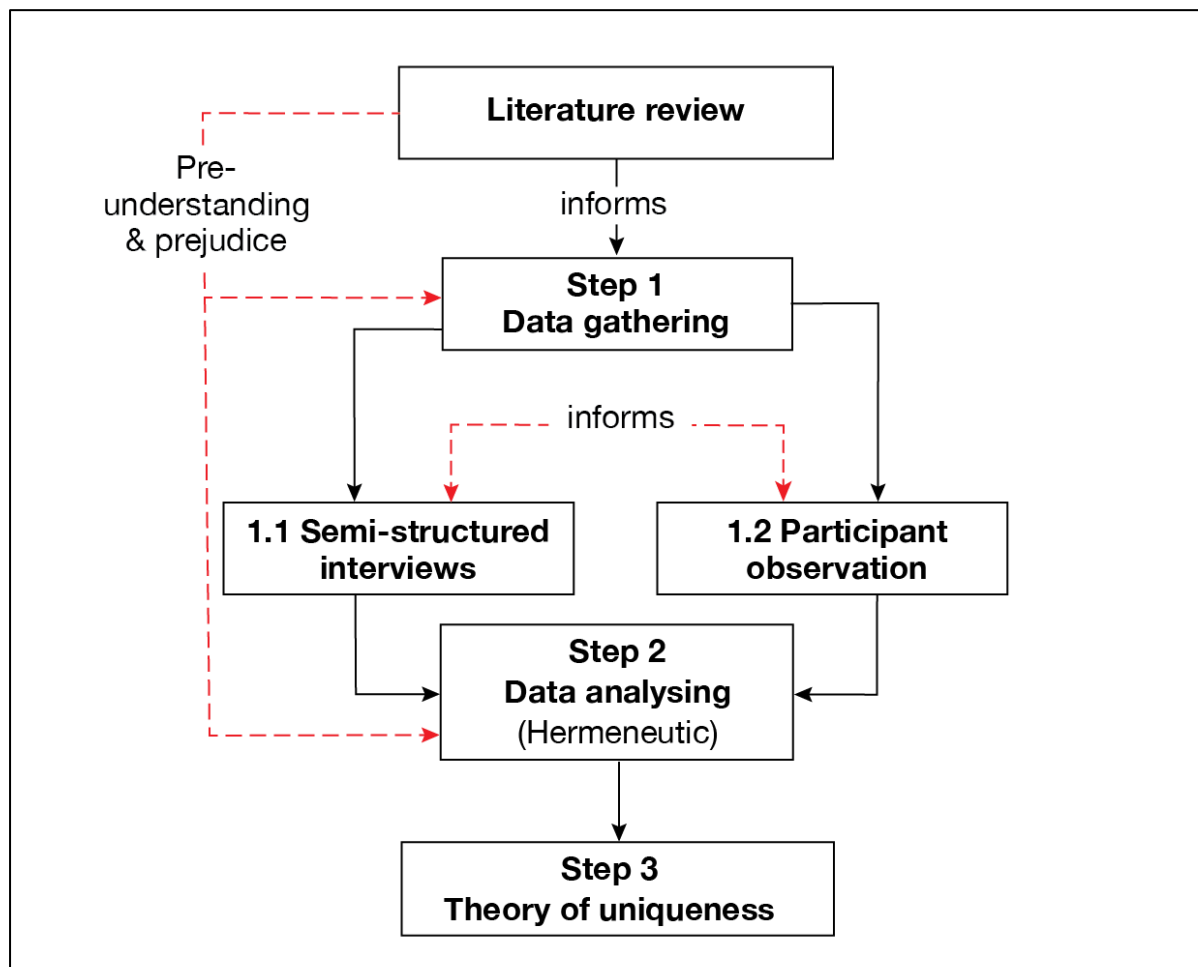 Literature review
Pre-
understanding
& prejudice
informs
Step 1
Data gathering
informs
1.1 Semi-structured
interviews
1.2 Participant
observation
Step 2
Data analysing
(Hermeneutic)
Step 3
Theory of uniqueness